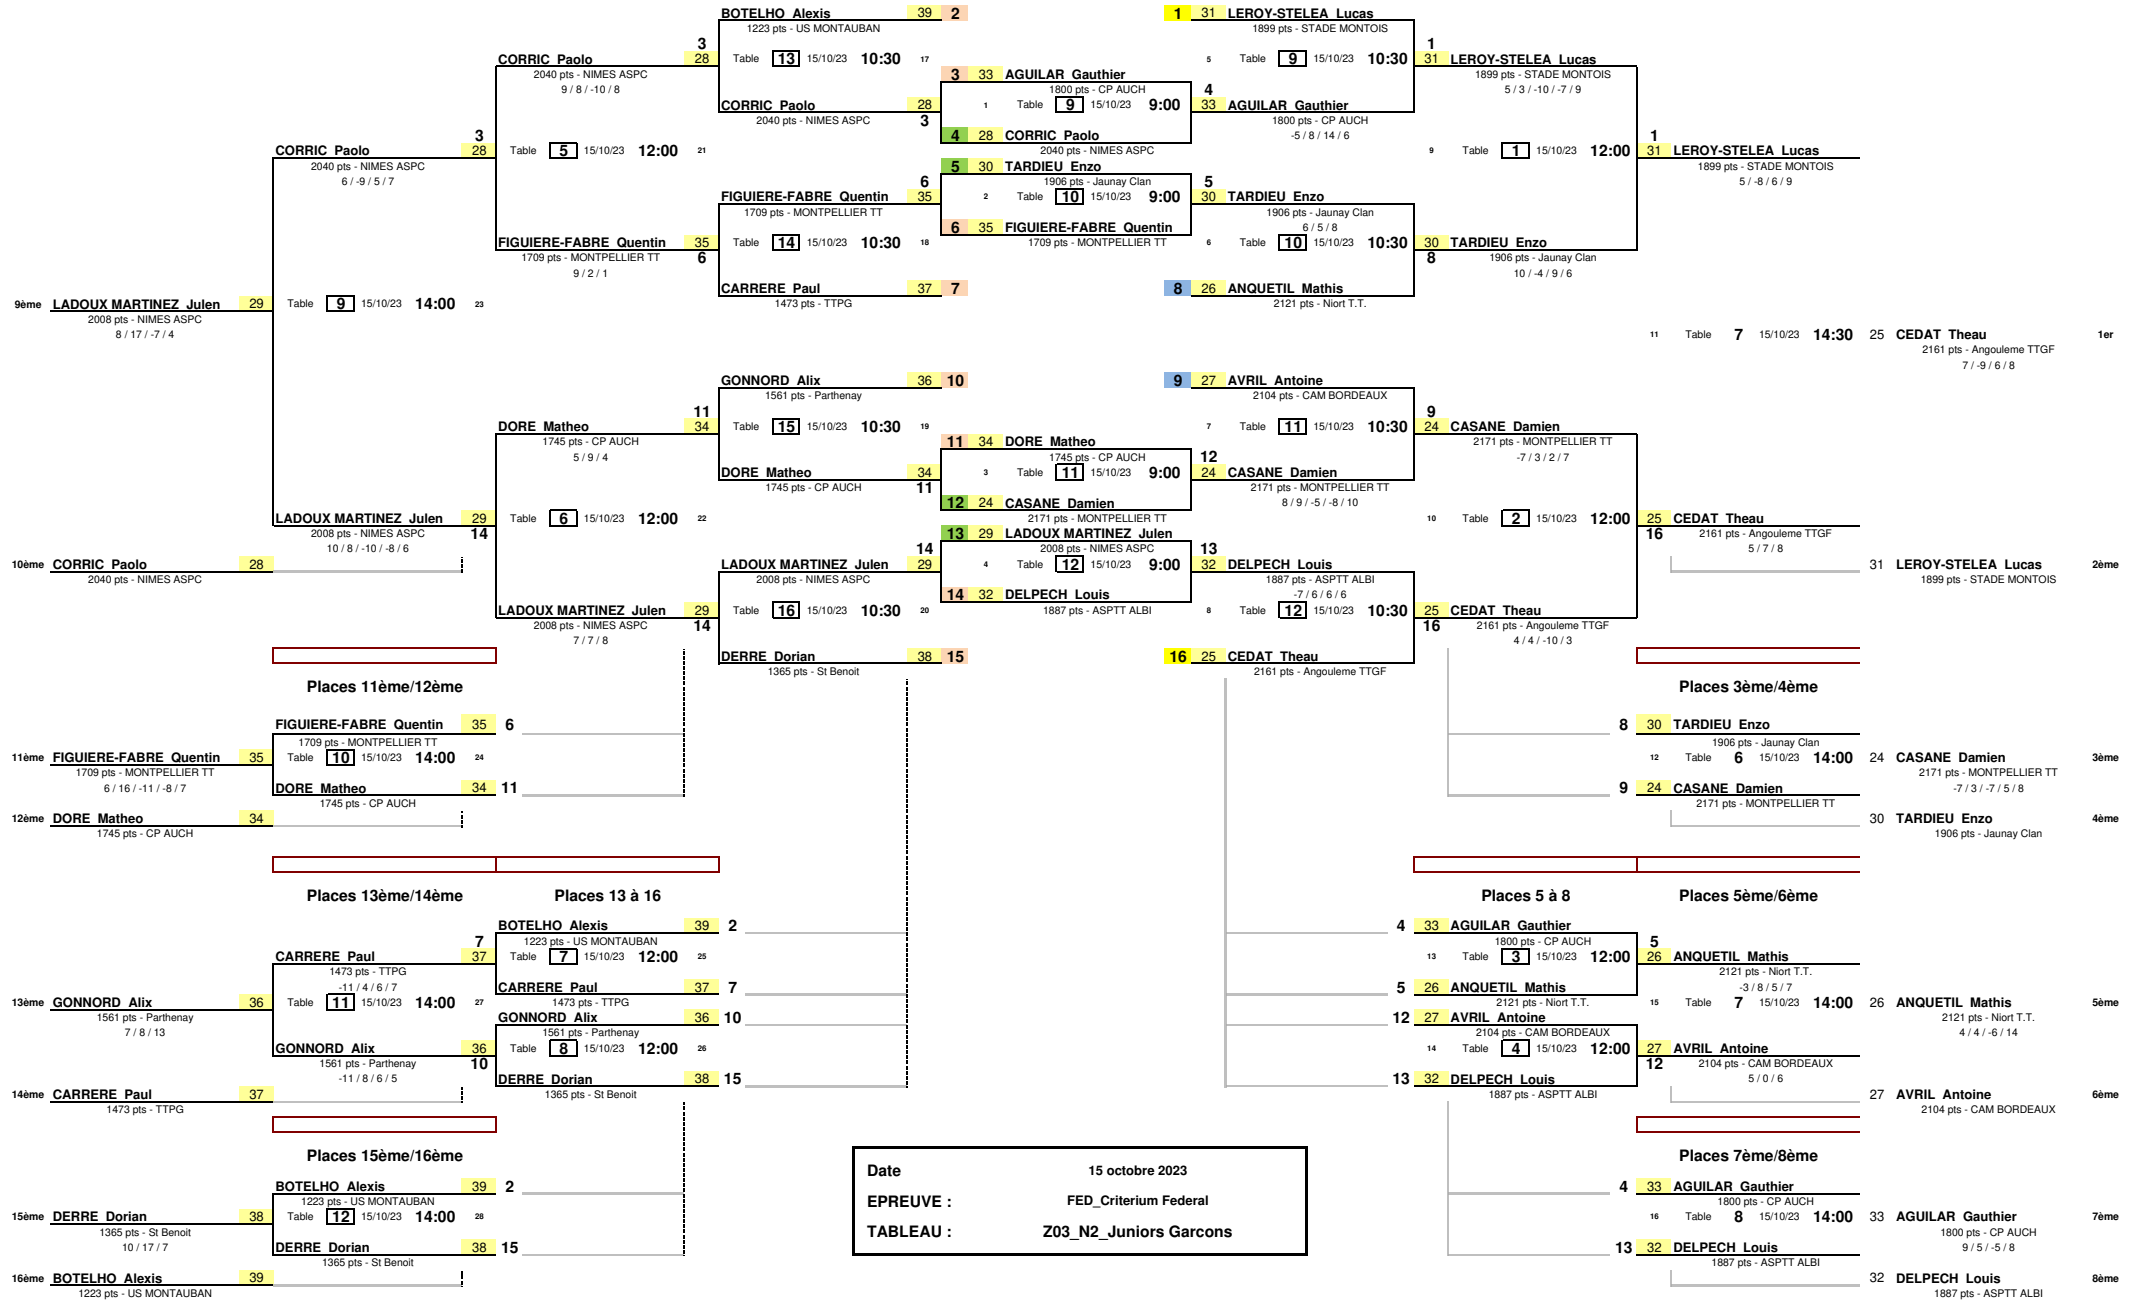 BOTELHO Alexis 39 2
1223 pts - US MONTAUBAN
1 31 LEROY-STELEA Lucas
1899 pts - STADE MONTOIS
3
CORRIC Paolo 28
2040 pts - NIMES ASPC
9 / 8 / -10 / 8
Table 13 15/10/23 10:30 17
5 Table 9 15/10/23 10:30
1
31 LEROY-STELEA Lucas
1899 pts - STADE MONTOIS
5 / 3 / -10 / -7 / 9
3 33 AGUILAR Gauthier
1800 pts - CP AUCH
CORRIC Paolo 28
2040 pts - NIMES ASPC
3
1 Table 9 15/10/23 9:00
4
33 AGUILAR Gauthier
1800 pts - CP AUCH
-5 / 8 / 14 / 6
4 28 CORRIC Paolo
2040 pts - NIMES ASPC
3
CORRIC Paolo 28
2040 pts - NIMES ASPC
6 / -9 / 5 / 7
Table 5 15/10/23 12:00 21
9 Table 1 15/10/23 12:00
1
31 LEROY-STELEA Lucas
1899 pts - STADE MONTOIS
5 / -8 / 6 / 9
5 30 TARDIEU Enzo
1906 pts - Jaunay Clan
6
FIGUIERE-FABRE Quentin 35
1709 pts - MONTPELLIER TT
2 Table 10 15/10/23 9:00
5
30 TARDIEU Enzo
1906 pts - Jaunay Clan
6 / 5 / 8
6 35 FIGUIERE-FABRE Quentin
1709 pts - MONTPELLIER TT
FIGUIERE-FABRE Quentin 35
1709 pts - MONTPELLIER TT
6
9 / 2 / 1
Table 14 15/10/23 10:30 18
6 Table 10 15/10/23 10:30
30 TARDIEU Enzo
8
1906 pts - Jaunay Clan
10 / -4 / 9 / 6
CARRERE Paul 37 7
1473 pts - TTPG
8 26 ANQUETIL Mathis
2121 pts - Niort T.T.
9ème LADOUX MARTINEZ Julen 29
2008 pts - NIMES ASPC
8 / 17 / -7 / 4
Table 9 15/10/23 14:00 23
11 Table 7 15/10/23 14:30 25 CEDAT Theau 1er
2161 pts - Angouleme TTGF
7 / -9 / 6 / 8
GONNORD Alix 36 10
1561 pts - Parthenay
9 27 AVRIL Antoine
2104 pts - CAM BORDEAUX
11
DORE Matheo 34
1745 pts - CP AUCH
5 / 9 / 4
Table 15 15/10/23 10:30 19
7 Table 11 15/10/23 10:30
9
24 CASANE Damien
2171 pts - MONTPELLIER TT
-7 / 3 / 2 / 7
11 34 DORE Matheo
1745 pts - CP AUCH
DORE Matheo 34
1745 pts - CP AUCH
11
3 Table 11 15/10/23 9:00
12
24 CASANE Damien
2171 pts - MONTPELLIER TT
8 / 9 / -5 / -8 / 10
12 24 CASANE Damien
2171 pts - MONTPELLIER TT
LADOUX MARTINEZ Julen 29
2008 pts - NIMES ASPC
14
10 / 8 / -10 / -8 / 6
Table 6 15/10/23 12:00 22
10 Table 2 15/10/23 12:00
25 CEDAT Theau
16
2161 pts - Angouleme TTGF
5 / 7 / 8
13 29 LADOUX MARTINEZ Julen
2008 pts - NIMES ASPC
14
LADOUX MARTINEZ Julen 29
2008 pts - NIMES ASPC
4 Table 12 15/10/23 9:00
13
32 DELPECH Louis
1887 pts - ASPTT ALBI
-7 / 6 / 6 / 6
10ème CORRIC Paolo 28
2040 pts - NIMES ASPC
31 LEROY-STELEA Lucas 2ème
1899 pts - STADE MONTOIS
14 32 DELPECH Louis
1887 pts - ASPTT ALBI
LADOUX MARTINEZ Julen 29
2008 pts - NIMES ASPC
14
7 / 7 / 8
Table 16 15/10/23 10:30 20
8 Table 12 15/10/23 10:30
25 CEDAT Theau
16
2161 pts - Angouleme TTGF
4 / 4 / -10 / 3
DERRE Dorian 38 15
1365 pts - St Benoit
16 25 CEDAT Theau
2161 pts - Angouleme TTGF
Places 11ème/12ème
Places 3ème/4ème
FIGUIERE-FABRE Quentin 35 6
1709 pts - MONTPELLIER TT
8 30 TARDIEU Enzo
1906 pts - Jaunay Clan
11ème FIGUIERE-FABRE Quentin 35
1709 pts - MONTPELLIER TT
6 / 16 / -11 / -8 / 7
Table 10 15/10/23 14:00 24
12 Table 6 15/10/23 14:00 24 CASANE Damien 3ème
2171 pts - MONTPELLIER TT
-7 / 3 / -7 / 5 / 8
DORE Matheo 34 11
1745 pts - CP AUCH
9 24 CASANE Damien
2171 pts - MONTPELLIER TT
12ème DORE Matheo 34
1745 pts - CP AUCH
30 TARDIEU Enzo 4ème
1906 pts - Jaunay Clan
Places 13ème/14ème
Places 13 à 16
Places 5 à 8
Places 5ème/6ème
BOTELHO Alexis 39 2
1223 pts - US MONTAUBAN
4 33 AGUILAR Gauthier
1800 pts - CP AUCH
7
CARRERE Paul 37
1473 pts - TTPG
-11 / 4 / 6 / 7
Table 7 15/10/23 12:00 25
13 Table 3 15/10/23 12:00
5
26 ANQUETIL Mathis
2121 pts - Niort T.T.
-3 / 8 / 5 / 7
CARRERE Paul 37 7
1473 pts - TTPG
5 26 ANQUETIL Mathis
2121 pts - Niort T.T.
13ème GONNORD Alix 36
1561 pts - Parthenay
7 / 8 / 13
Table 11 15/10/23 14:00 27
15 Table 7 15/10/23 14:00 26 ANQUETIL Mathis 5ème
2121 pts - Niort T.T.
4 / 4 / -6 / 14
GONNORD Alix 36 10
1561 pts - Parthenay
12 27 AVRIL Antoine
2104 pts - CAM BORDEAUX
GONNORD Alix 36
10
1561 pts - Parthenay
-11 / 8 / 6 / 5
Table 8 15/10/23 12:00 26
14 Table 4 15/10/23 12:00
27 AVRIL Antoine
12
2104 pts - CAM BORDEAUX
5 / 0 / 6
DERRE Dorian 38 15
1365 pts - St Benoit
13 32 DELPECH Louis
1887 pts - ASPTT ALBI
14ème CARRERE Paul 37
1473 pts - TTPG
27 AVRIL Antoine 6ème
2104 pts - CAM BORDEAUX
Places 15ème/16ème
Places 7ème/8ème
BOTELHO Alexis 39 2
1223 pts - US MONTAUBAN
4 33 AGUILAR Gauthier
1800 pts - CP AUCH
15ème DERRE Dorian 38
1365 pts - St Benoit
10 / 17 / 7
Table 12 15/10/23 14:00 28
16 Table 8 15/10/23 14:00 33 AGUILAR Gauthier 7ème
1800 pts - CP AUCH
9 / 5 / -5 / 8
DERRE Dorian 38 15
1365 pts - St Benoit
13 32 DELPECH Louis
1887 pts - ASPTT ALBI
16ème BOTELHO Alexis 39
1223 pts - US MONTAUBAN
32 DELPECH Louis 8ème
1887 pts - ASPTT ALBI
Date 15 octobre 2023
EPREUVE : FED_Criterium Federal
TABLEAU : Z03_N2_Juniors Garcons